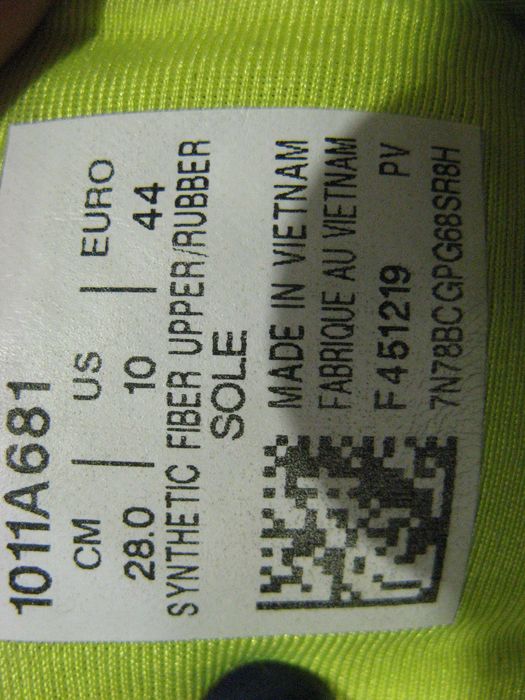 1011A681
CM | US | EURO
28.0 | 10 | 44
SYNTHETIC FIBER UPPER/RUBBER
SOLE
MADE IN VIETNAM
FABRIQUE AU VIETNAM
F451219 PV
7N78BCGPG68SR8H